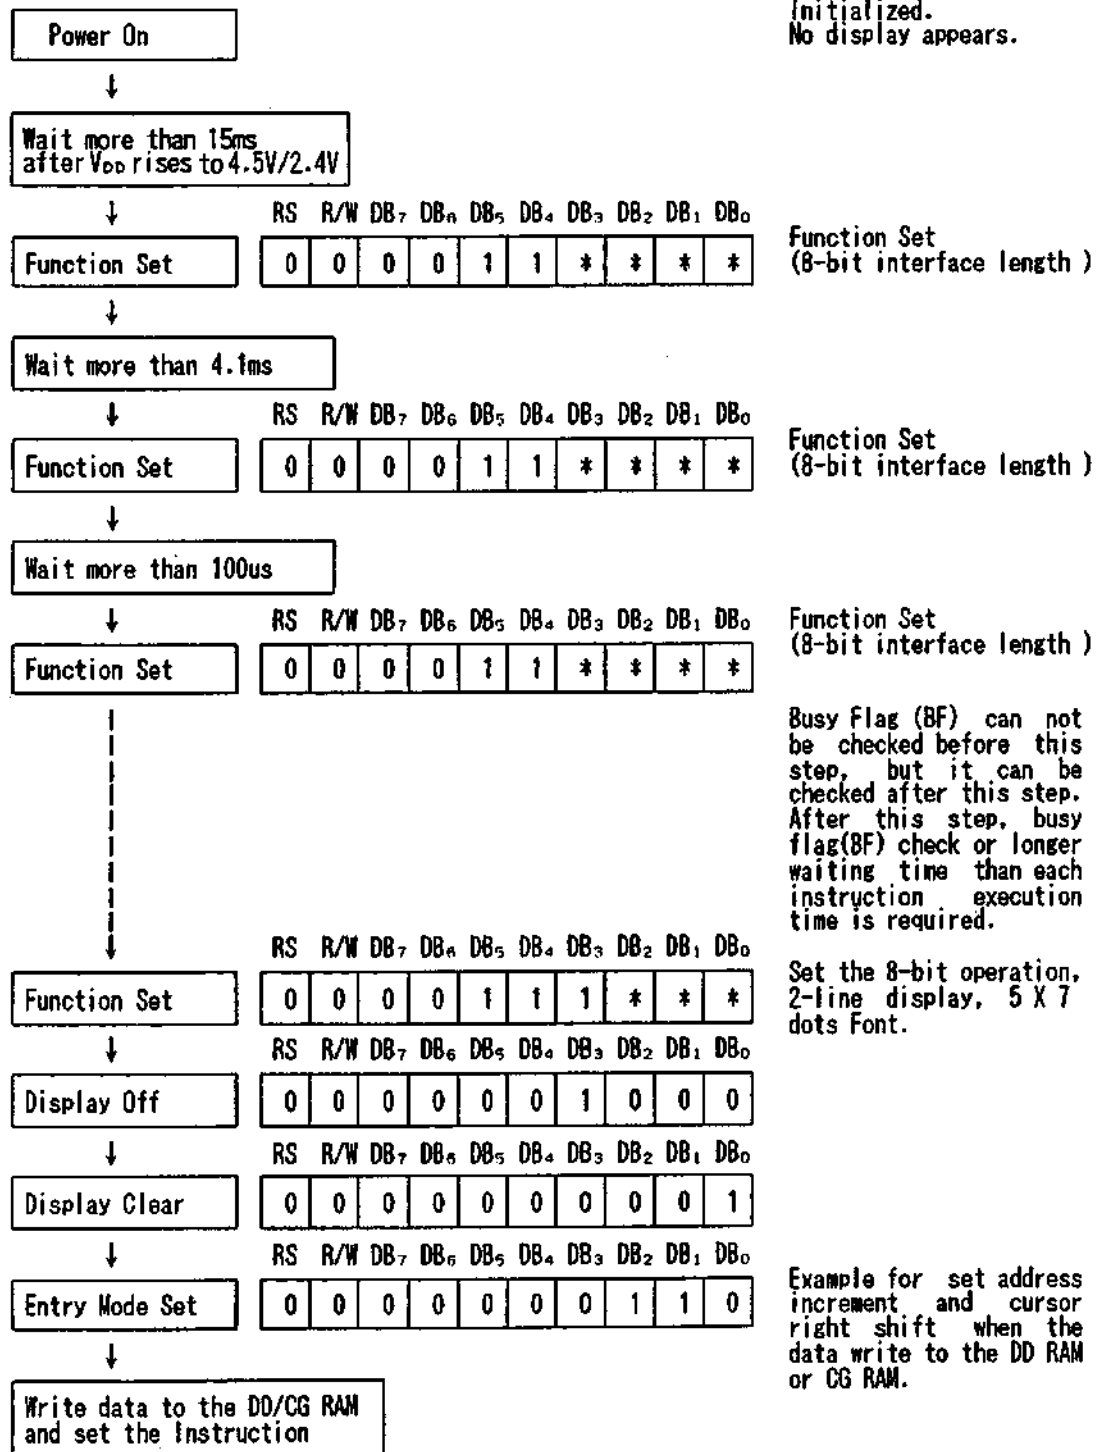 Initialized.
Power On
No display appears.
↓
Wait more than 15ms
after VDD rises to 4.5V/2.4V
↓
RS R/W DB7 DB6 DB5 DB4 DB3 DB2 DB1 DB0
Function Set 0 0 0 0 1 1 * * * *
Function Set
(8-bit interface length )
↓
Wait more than 4.1ms
↓
RS R/W DB7 DB6 DB5 DB4 DB3 DB2 DB1 DB0
Function Set 0 0 0 0 1 1 * * * *
Function Set
(8-bit interface length )
↓
Wait more than 100us
↓
RS R/W DB7 DB6 DB5 DB4 DB3 DB2 DB1 DB0
Function Set 0 0 0 0 1 1 * * * *
Function Set
(8-bit interface length )
Busy Flag (BF) can not
be checked before this
step, but it can be
checked after this step.
After this step, busy
flag(BF) check or longer
waiting time than each
instruction execution
time is required.
RS R/W DB7 DB6 DB5 DB4 DB3 DB2 DB1 DB0
Function Set 0 0 0 0 1 1 1 * * *
Set the 8-bit operation,
2-line display, 5 X 7
dots Font.
↓
RS R/W DB7 DB6 DB5 DB4 DB3 DB2 DB1 DB0
Display Off 0 0 0 0 0 0 1 0 0 0
↓
RS R/W DB7 DB6 DB5 DB4 DB3 DB2 DB1 DB0
Display Clear 0 0 0 0 0 0 0 0 0 1
↓
RS R/W DB7 DB6 DB5 DB4 DB3 DB2 DB1 DB0
Entry Mode Set 0 0 0 0 0 0 0 1 1 0
Example for set address
increment and cursor
right shift when the
data write to the DD RAM
or CG RAM.
↓
Write data to the DD/CG RAM
and set the Instruction